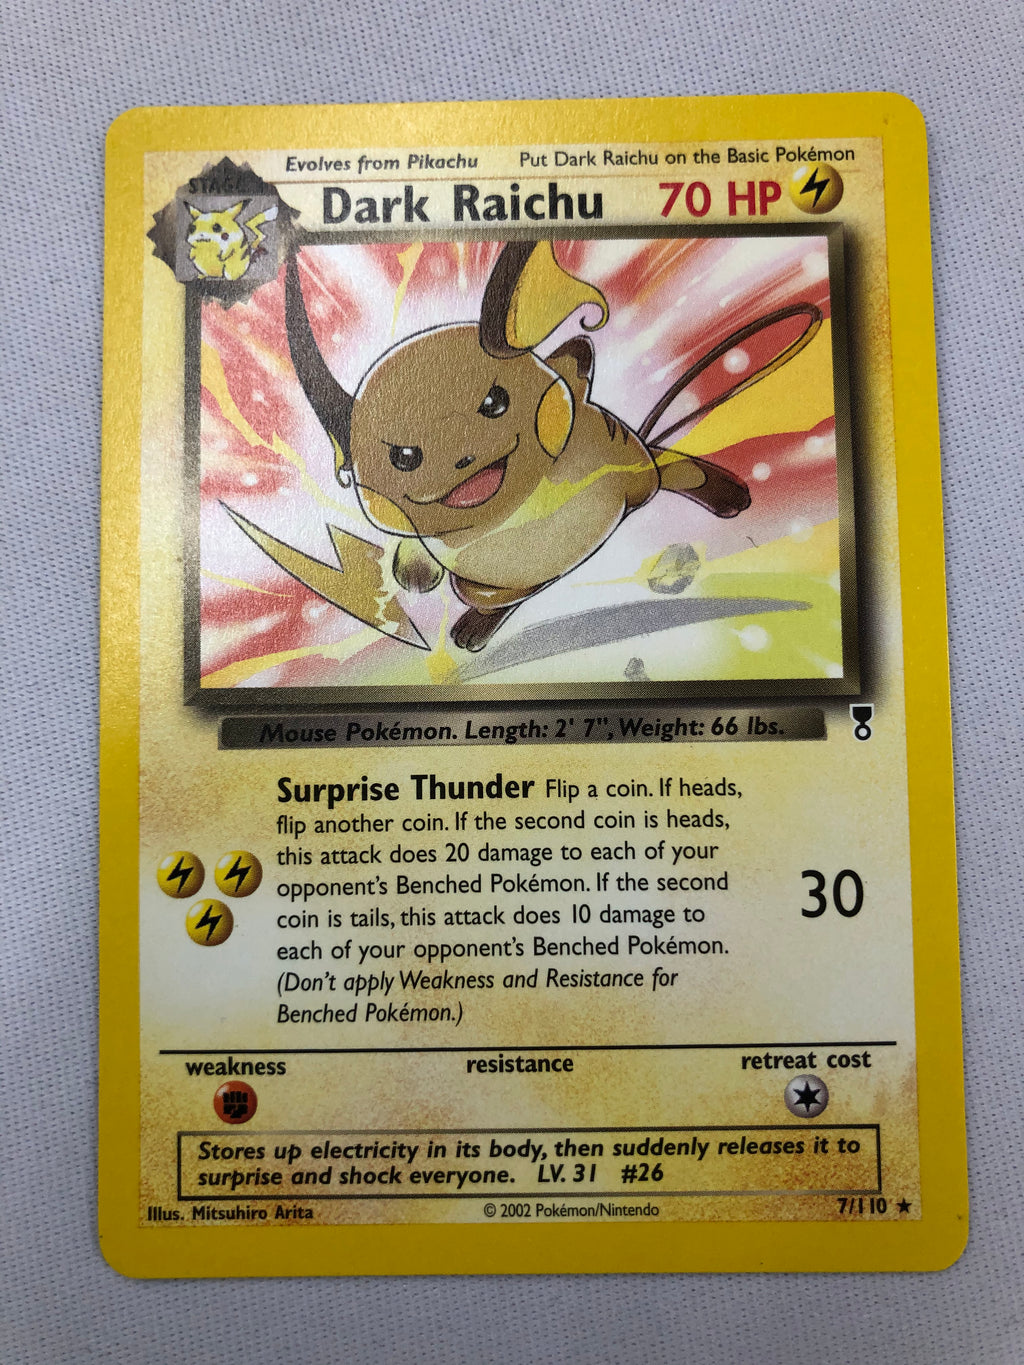 Evolves from Pikachu Put Dark Raichu on the Basic Pokémon
STAGE
Dark Raichu 70 HP
Mouse Pokémon. Length: 2' 7", Weight: 66 lbs.
Surprise Thunder Flip a coin. If heads,
flip another coin. If the second coin is heads,
this attack does 20 damage to each of your
opponent's Benched Pokémon. If the second
coin is tails, this attack does 10 damage to
each of your opponent's Benched Pokémon.
(Don't apply Weakness and Resistance for
Benched Pokémon.)
30
weakness resistance retreat cost
Stores up electricity in its body, then suddenly releases it to
surprise and shock everyone. LV. 31 #26
Illus. Mitsuhiro Arita © 2002 Pokémon/Nintendo 7/110 ★